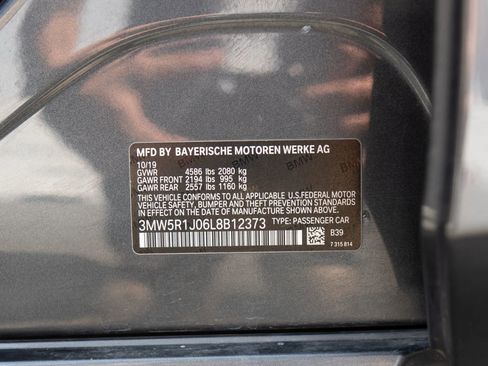 MFD BY BAYERISCHE MOTOREN WERKE AG
10/19
GVWR 4586 lbs 2080 kg
GAWR FRONT 2194 lbs 995 kg
GAWR REAR 2557 lbs 1160 kg
THIS VEHICLE CONFORMS TO ALL APPLICABLE U.S.FEDERAL MOTOR
VEHICLE SAFETY, BUMPER AND THEFT PREVENTION STANDARDS
IN EFFECT ON THE DATE OF MANUFACTURE SHOWN ABOVE.
3MW5R1J06L8B12373 TYPE: PASSENGER CAR
B39
7 315 814